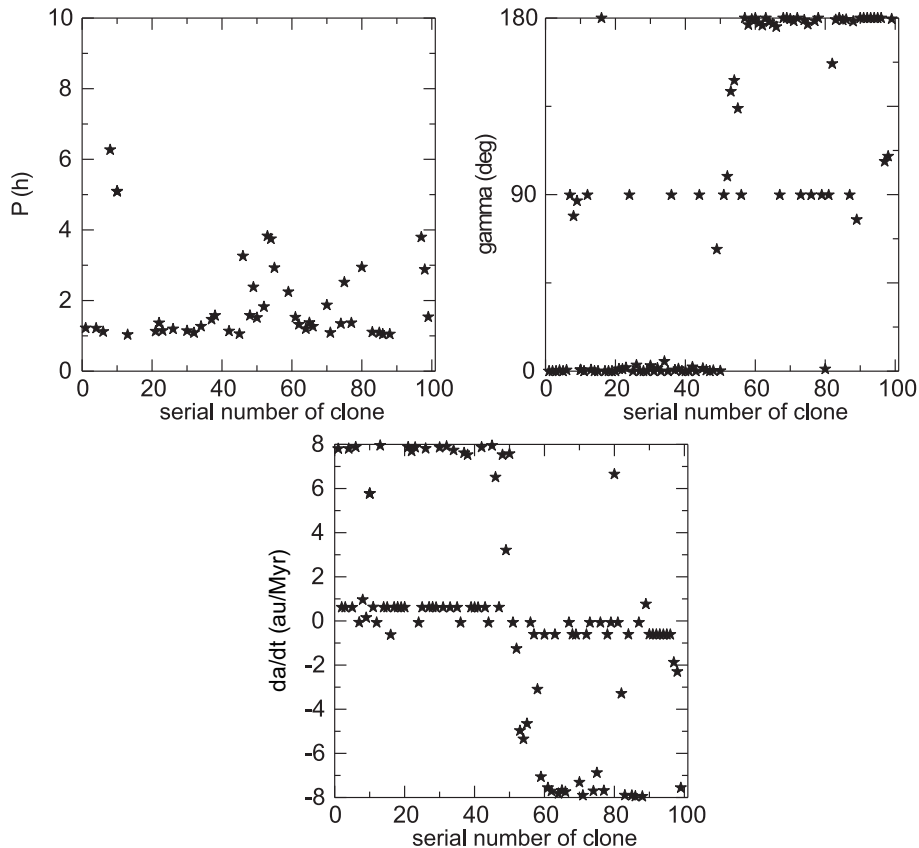 10
8
6
4
2
0
P (h)
0 20 40 60 80 100
serial number of clone
180
90
0
gamma (deg)
0 20 40 60 80 100
serial number of clone
8
6
4
2
0
-2
-4
-6
-8
da/dt (au/Myr)
0 20 40 60 80 100
serial number of clone